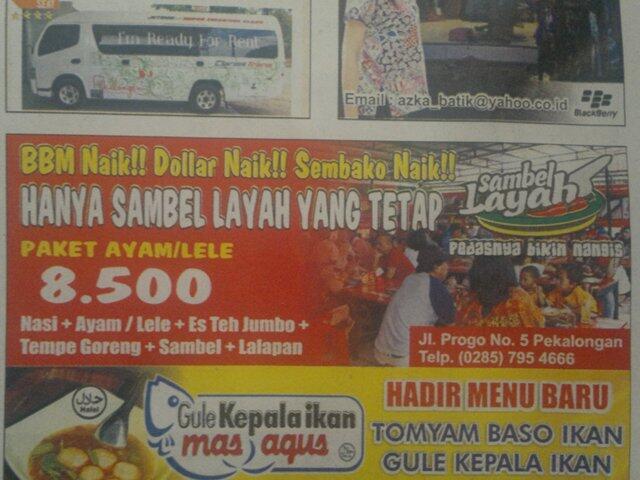 SEAT
I'm Ready For Rent
Email : azka_batik@yahoo.co.id
BlackBerry
BBM Naik!! Dollar Naik!! Sembako Naik!!
HANYA SAMBEL LAYAH YANG TETAP
Sambel
Layah
Pedasnya bikin nangis
PAKET AYAM/LELE
8.500
Nasi + Ayam / Lele + Es Teh Jumbo +
Tempe Goreng + Sambel + Lalapan
Jl. Progo No. 5 Pekalongan
Telp. (0285) 795 4666
حلال
Halal
Gule Kepala ikan
mas agus
HADIR MENU BARU
TOMYAM BASO IKAN
GULE KEPALA IKAN